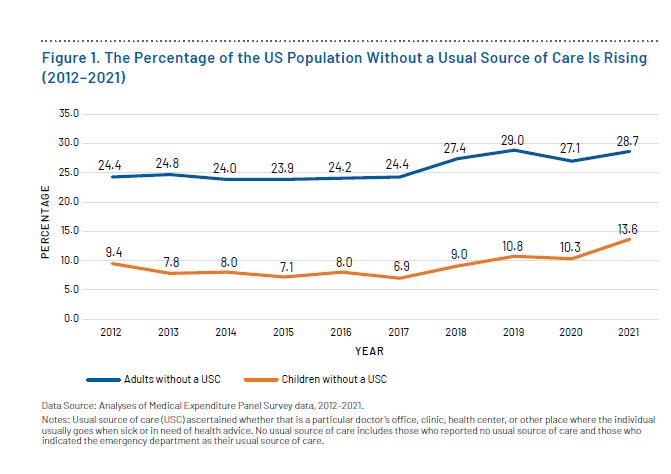 Figure 1. The Percentage of the US Population Without a Usual Source of Care Is Rising
(2012–2021)
35.0
30.0
25.0
20.0
15.0
10.0
5.0
0.0
PERCENTAGE
24.4 24.8 24.0 23.9 24.2 24.4 27.4 29.0 27.1 28.7
9.4 7.8 8.0 7.1 8.0 6.9 9.0 10.8 10.3 13.6
2012 2013 2014 2015 2016 2017 2018 2019 2020 2021
YEAR
Adults without a USC Children without a USC
Data Source: Analyses of Medical Expenditure Panel Survey data, 2012–2021.
Notes: Usual source of care (USC) ascertained whether that is a particular doctor's office, clinic, health center, or other place where the individual
usually goes when sick or in need of health advice. No usual source of care includes those who reported no usual source of care and those who
indicated the emergency department as their usual source of care.